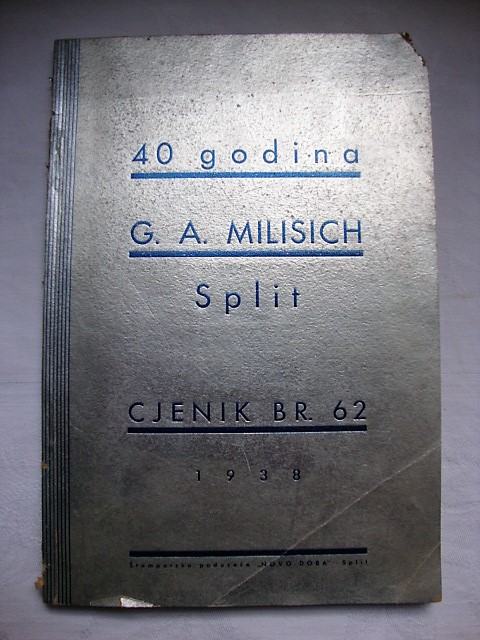 40 godina
G. A. MILISICH
Split
CJENIK BR. 62
1938
Štamparsko poduzeće „NOVO DOBA" - Split